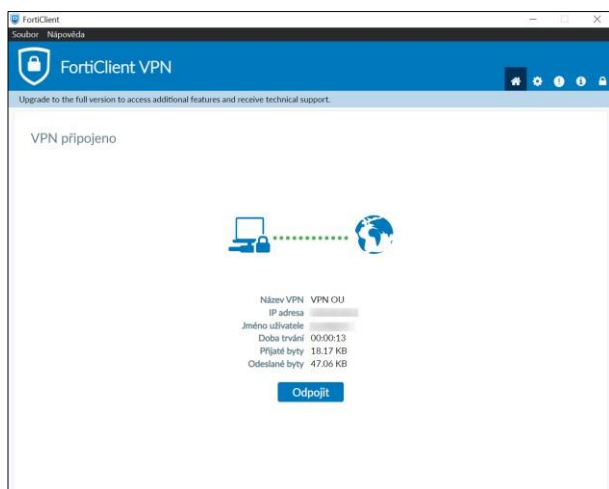 FortiClient
Soubor Nápověda
FortiClient VPN
Upgrade to the full version to access additional features and receive technical support.
VPN připojeno
Název VPN VPN OU
IP adresa
Jméno uživatele
Doba trvání 00:00:13
Přijaté byty 18.17 KB
Odeslané byty 47.06 KB
Odpojit